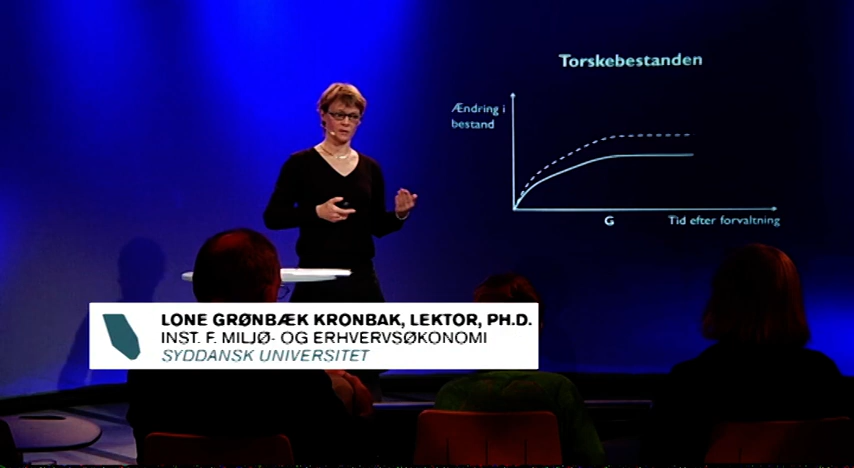 Torskebestanden
Ændring i
bestand
G
Tid efter forvaltning
LONE GRØNBÆK KRONBAK, LEKTOR, PH.D.
INST. F. MILJØ- OG ERHVERVSØKONOMI
SYDDANSK UNIVERSITET